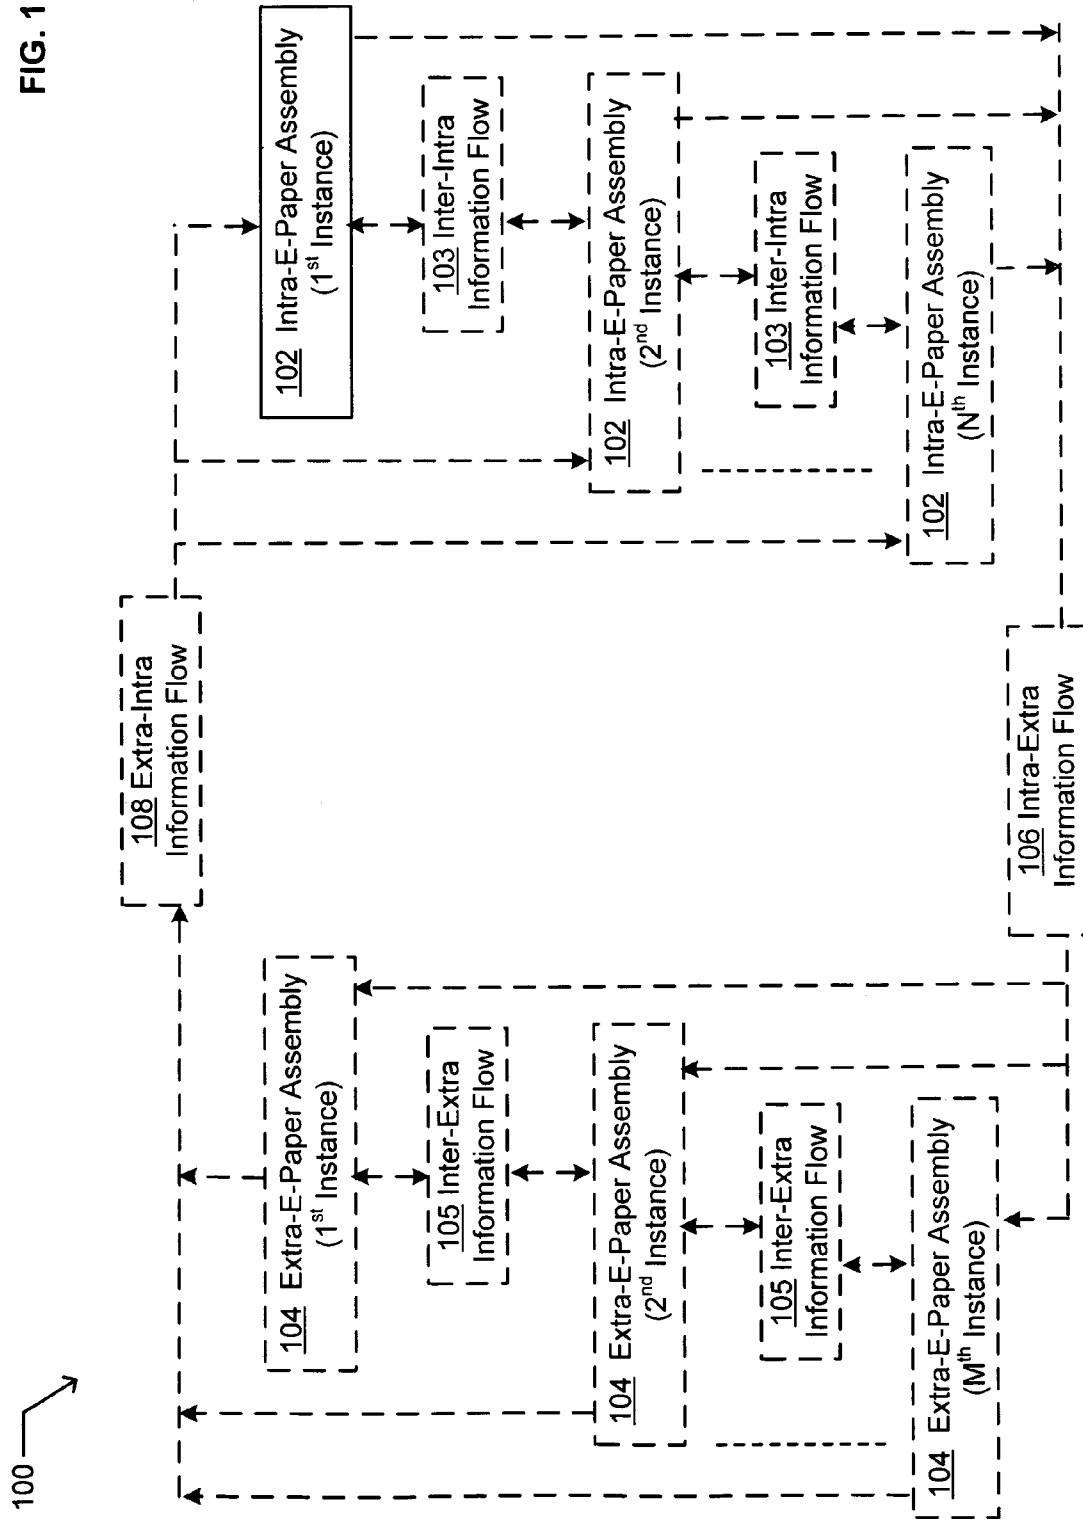 FIG. 1
100
108 Extra-Intra
Information Flow
104 Extra-E-Paper Assembly
(1st Instance)
102 Intra-E-Paper Assembly
(1st Instance)
105 Inter-Extra
Information Flow
103 Inter-Intra
Information Flow
104 Extra-E-Paper Assembly
(2nd Instance)
102 Intra-E-Paper Assembly
(2nd Instance)
105 Inter-Extra
Information Flow
103 Inter-Intra
Information Flow
104 Extra-E-Paper Assembly
(Mth Instance)
102 Intra-E-Paper Assembly
(Nth Instance)
106 Intra-Extra
Information Flow